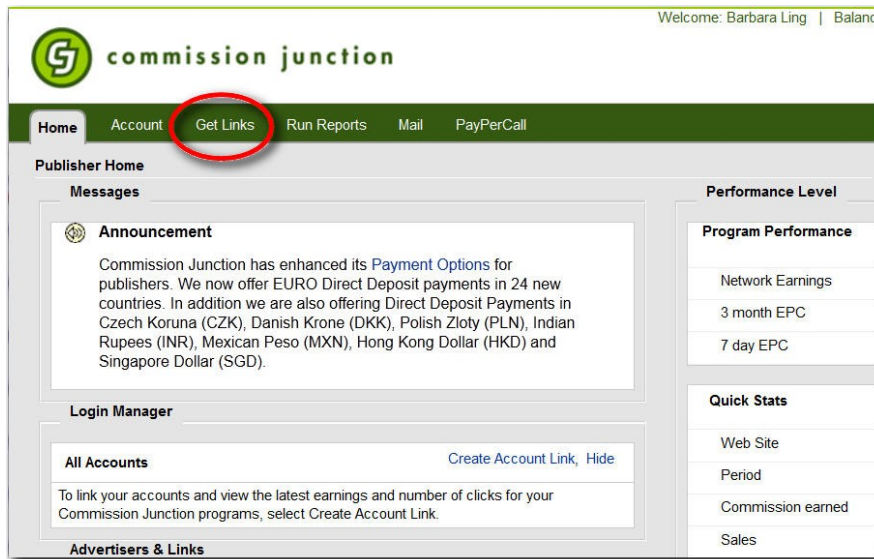 Welcome: Barbara Ling | Balanc
commission junction
Home Account Get Links Run Reports Mail PayPerCall
Publisher Home
Messages
Announcement
Commission Junction has enhanced its Payment Options for
publishers. We now offer EURO Direct Deposit payments in 24 new
countries. In addition we are also offering Direct Deposit Payments in
Czech Koruna (CZK), Danish Krone (DKK), Polish Zloty (PLN), Indian
Rupees (INR), Mexican Peso (MXN), Hong Kong Dollar (HKD) and
Singapore Dollar (SGD).
Login Manager
All Accounts Create Account Link, Hide
To link your accounts and view the latest earnings and number of clicks for your
Commission Junction programs, select Create Account Link.
Advertisers & Links
Performance Level
Program Performance
Network Earnings
3 month EPC
7 day EPC
Quick Stats
Web Site
Period
Commission earned
Sales